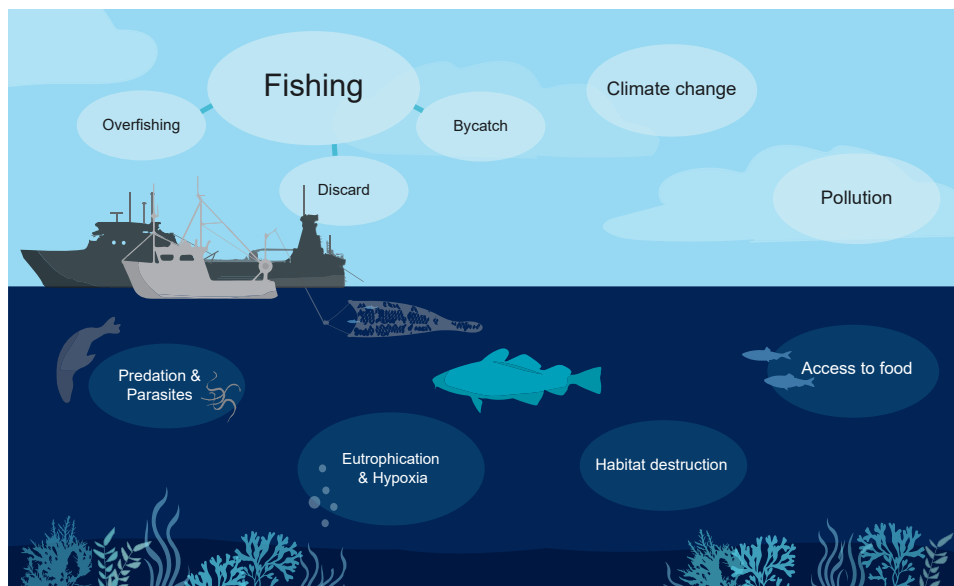 Fishing
Climate change
Overfishing
Bycatch
Discard
Pollution
Predation &
Parasites
Access to food
Eutrophication
& Hypoxia
Habitat destruction